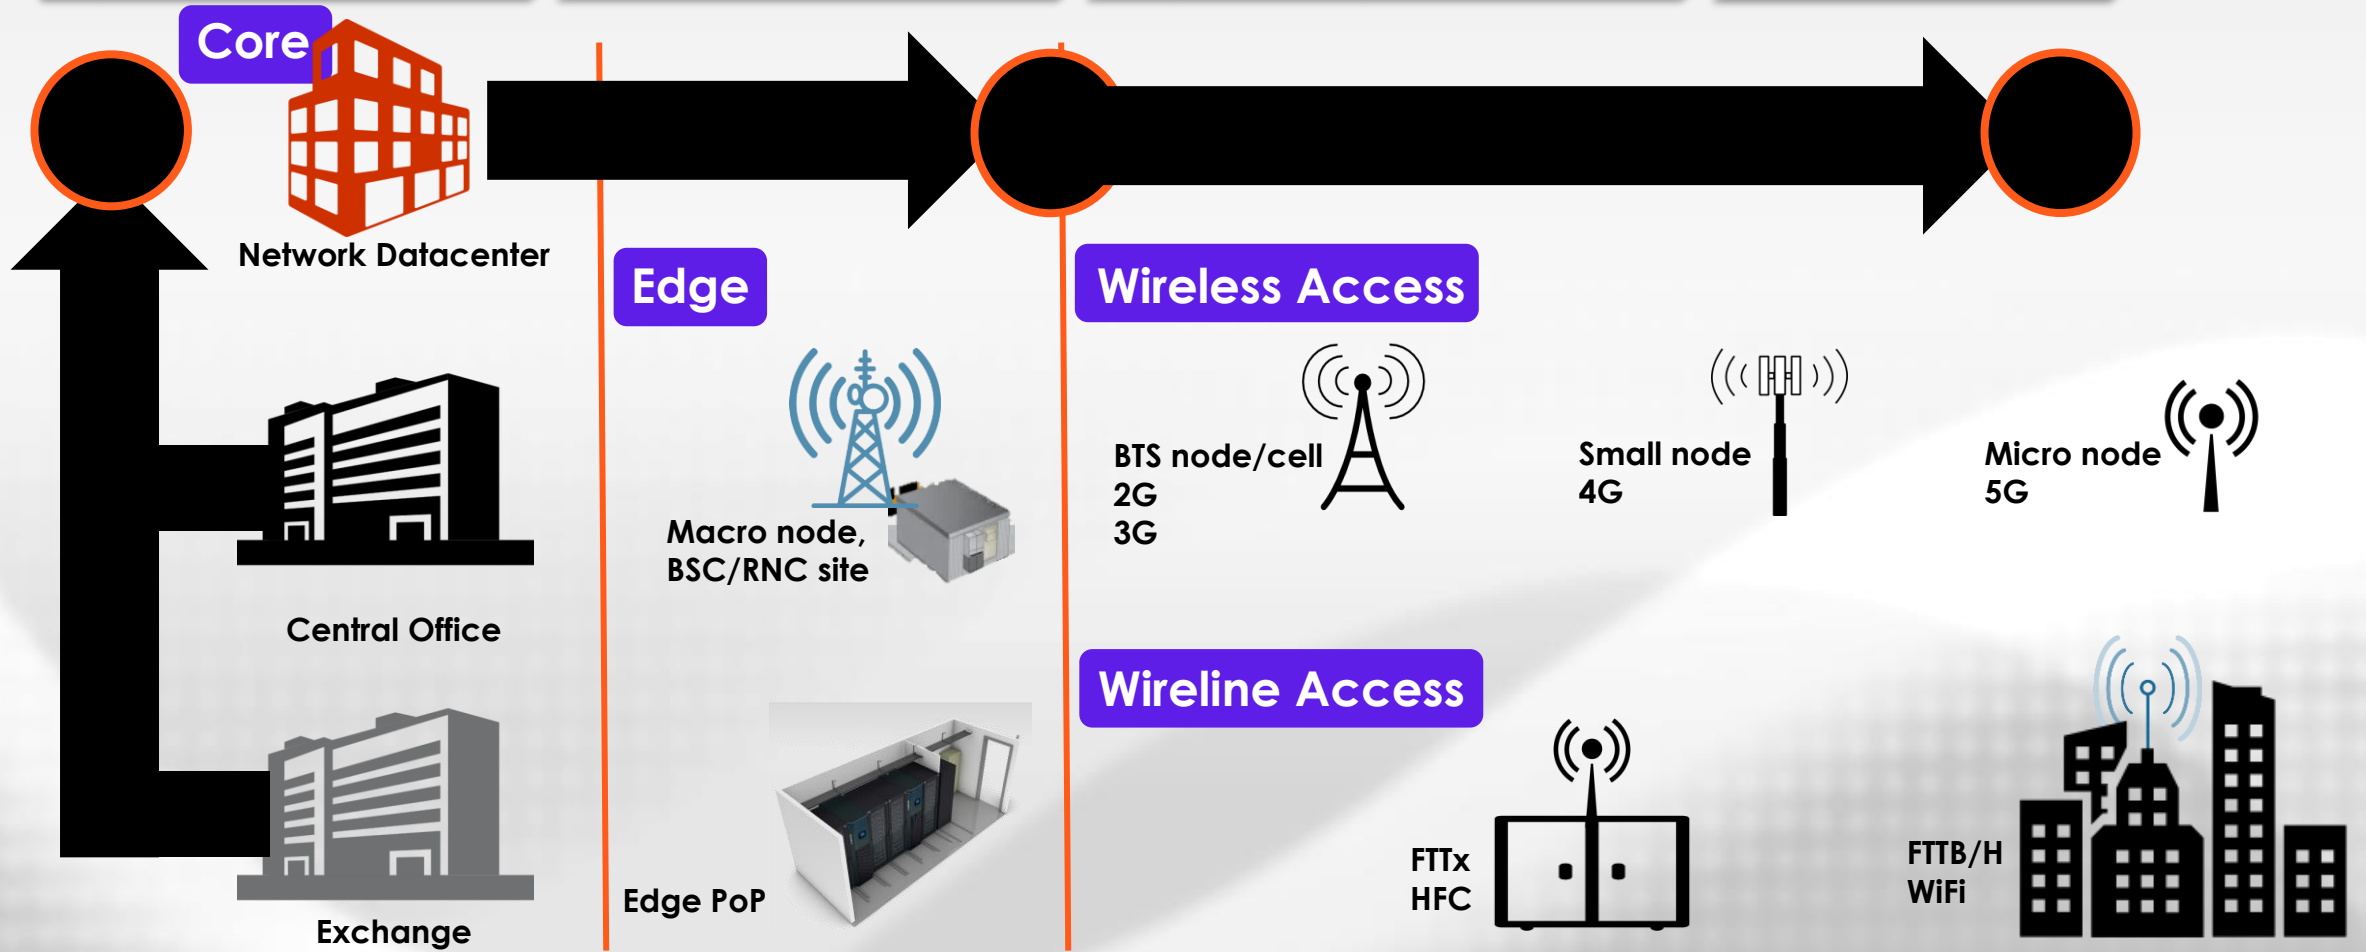 Core
Network Datacenter
Central Office
Exchange
Edge
Macro node,
BSC/RNC site
Edge PoP
Wireless Access
BTS node/cell
2G
3G
Small node
4G
Micro node
5G
Wireline Access
FTTx
HFC
FTTB/H
WiFi